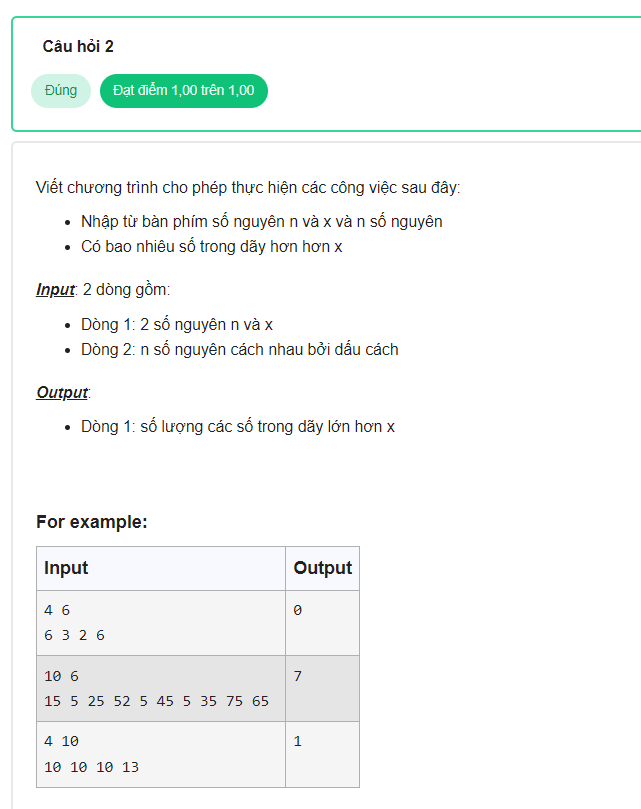 Câu hỏi 2
Đúng
Đạt điểm 1,00 trên 1,00
Viết chương trình cho phép thực hiện các công việc sau đây:
Nhập từ bàn phím số nguyên n và x và n số nguyên
Có bao nhiêu số trong dãy hơn hơn x
Input: 2 dòng gồm:
Dòng 1: 2 số nguyên n và x
Dòng 2: n số nguyên cách nhau bởi dấu cách
Output:
Dòng 1: số lượng các số trong dãy lớn hơn x
For example:
Input Output
4 6 0
6 3 2 6
10 6 7
15 5 25 52 5 45 5 35 75 65
4 10 1
10 10 10 13